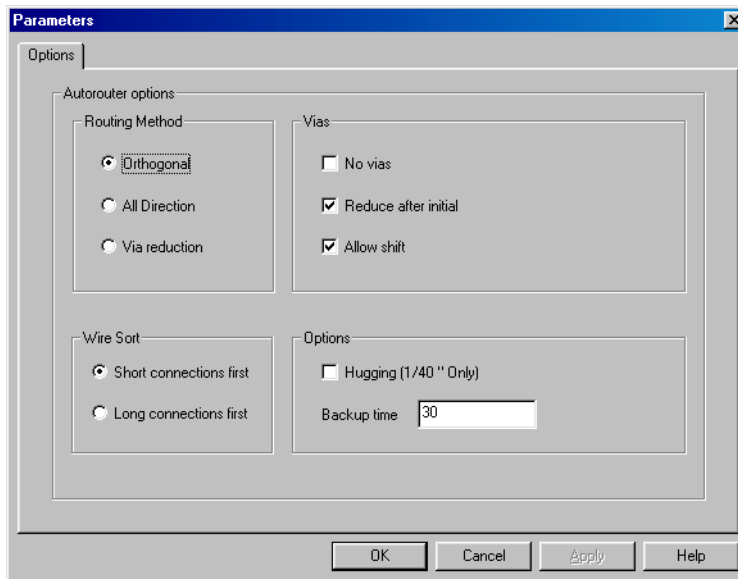 Parameters
Options
Autorouter options
Routing Method
Orthogonal
All Direction
Via reduction
Vias
No vias
Reduce after initial
Allow shift
Wire Sort
Short connections first
Long connections first
Options
Hugging (1/40 " Only)
Backup time 30
OK Cancel Apply Help